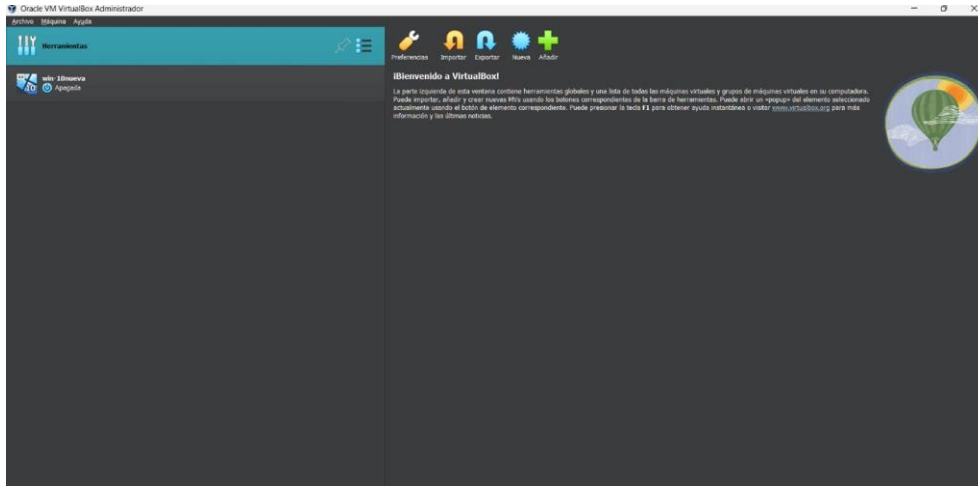 Oracle VM VirtualBox Administrador
Archivo Máquina Ayuda
Herramientas
win-10nueva
10
Apagada
Preferencias Importar Exportar Nueva Añadir
¡Bienvenido a VirtualBox!
La parte izquierda de esta ventana contiene herramientas globales y una lista de todas las máquinas virtuales y grupos de máquinas virtuales en su computadora.
Puede importar, añadir y crear nuevas MVs usando los botones correspondientes de la barra de herramientas. Puede abrir un «popup» del elemento seleccionado
actualmente usando el botón de elemento correspondiente. Puede presionar la tecla F1 para obtener ayuda instantánea o visitar www.virtualbox.org para más
información y las últimas noticias.